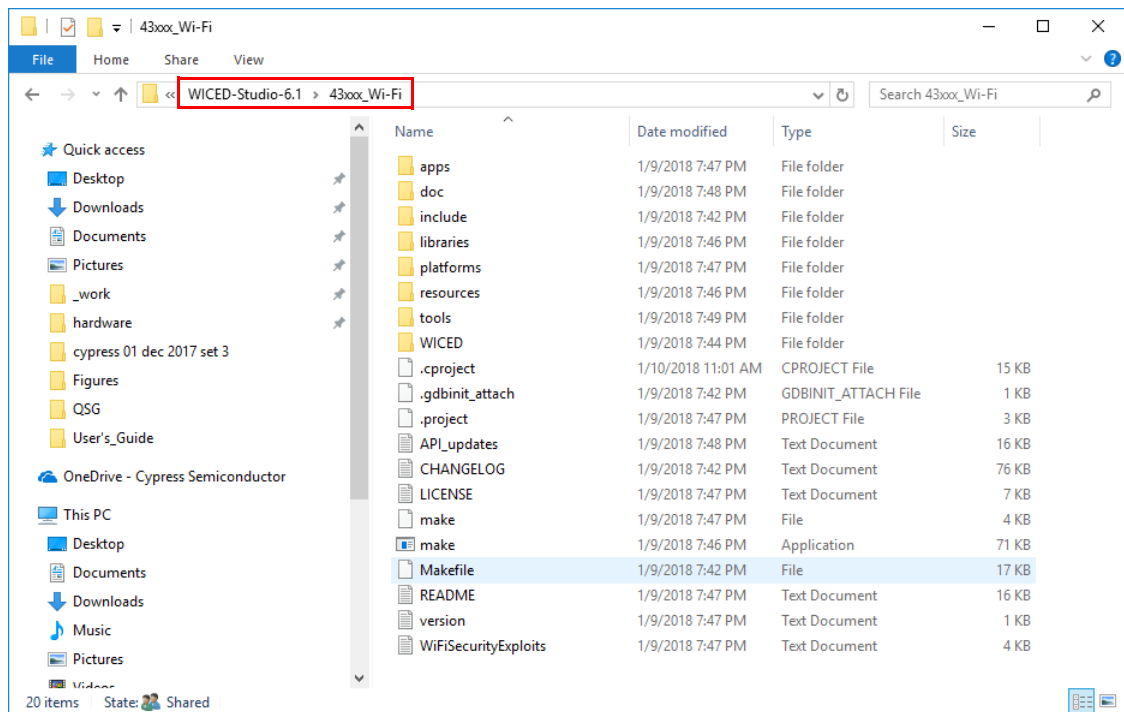 43xxx_Wi-Fi
File Home Share View
« WICED-Studio-6.1 › 43xxx_Wi-Fi
Search 43xxx_Wi-Fi
Quick access
Desktop
Downloads
Documents
Pictures
_work
hardware
cypress 01 dec 2017 set 3
Figures
QSG
User's_Guide
OneDrive - Cypress Semiconductor
This PC
Desktop
Documents
Downloads
Music
Pictures
Videos
Name Date modified Type Size
apps 1/9/2018 7:47 PM File folder
doc 1/9/2018 7:48 PM File folder
include 1/9/2018 7:42 PM File folder
libraries 1/9/2018 7:46 PM File folder
platforms 1/9/2018 7:47 PM File folder
resources 1/9/2018 7:46 PM File folder
tools 1/9/2018 7:49 PM File folder
WICED 1/9/2018 7:44 PM File folder
.cproject 1/10/2018 11:01 AM CPROJECT File 15 KB
.gdbinit_attach 1/9/2018 7:42 PM GDBINIT_ATTACH File 1 KB
.project 1/9/2018 7:47 PM PROJECT File 3 KB
API_updates 1/9/2018 7:48 PM Text Document 16 KB
CHANGELOG 1/9/2018 7:42 PM Text Document 76 KB
LICENSE 1/9/2018 7:47 PM Text Document 7 KB
make 1/9/2018 7:47 PM File 4 KB
make 1/9/2018 7:46 PM Application 71 KB
Makefile 1/9/2018 7:42 PM File 17 KB
README 1/9/2018 7:47 PM Text Document 16 KB
version 1/9/2018 7:47 PM Text Document 1 KB
WiFiSecurityExploits 1/9/2018 7:47 PM Text Document 4 KB
20 items State: Shared